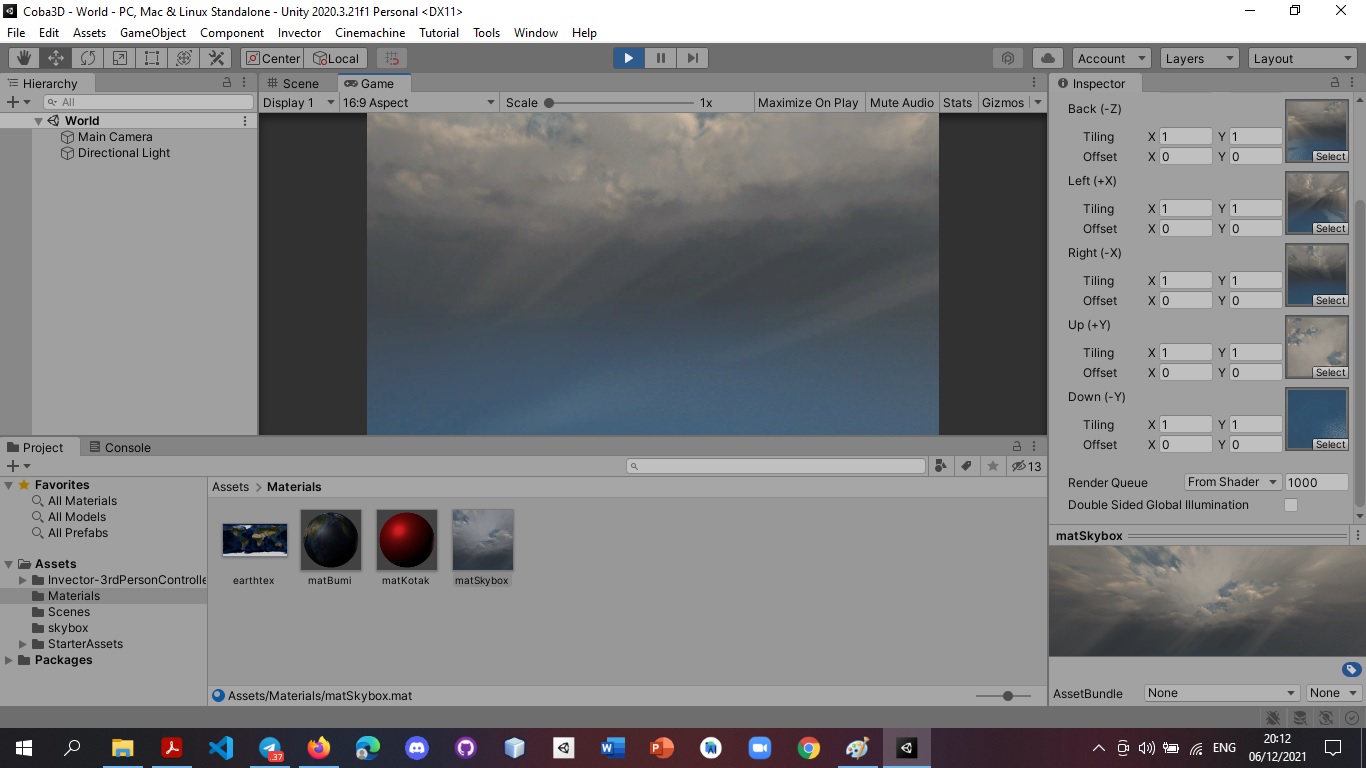 Coba3D - World - PC, Mac & Linux Standalone - Unity 2020.3.21f1 Personal <DX11>
File Edit Assets GameObject Component Invector Cinemachine Tutorial Tools Window Help
Center Local Account Layers Layout
Hierarchy
All
World
Main Camera
Directional Light
Scene Game
Display 1 16:9 Aspect Scale 1x Maximize On Play Mute Audio Stats Gizmos
Inspector
Back (-Z)
Tiling X 1 Y 1
Offset X 0 Y 0
Select
Left (+X)
Tiling X 1 Y 1
Offset X 0 Y 0
Select
Right (-X)
Tiling X 1 Y 1
Offset X 0 Y 0
Select
Up (+Y)
Tiling X 1 Y 1
Offset X 0 Y 0
Select
Down (-Y)
Tiling X 1 Y 1
Offset X 0 Y 0
Select
Render Queue From Shader 1000
Double Sided Global Illumination
matSkybox
AssetBundle None None
Project Console
13
Favorites
All Materials
All Models
All Prefabs
Assets
Invector-3rdPersonControlle
Materials
Scenes
skybox
StarterAssets
Packages
Assets > Materials
earthtex matBumi matKotak matSkybox
Assets/Materials/matSkybox.mat
.37
ENG
20:12
06/12/2021